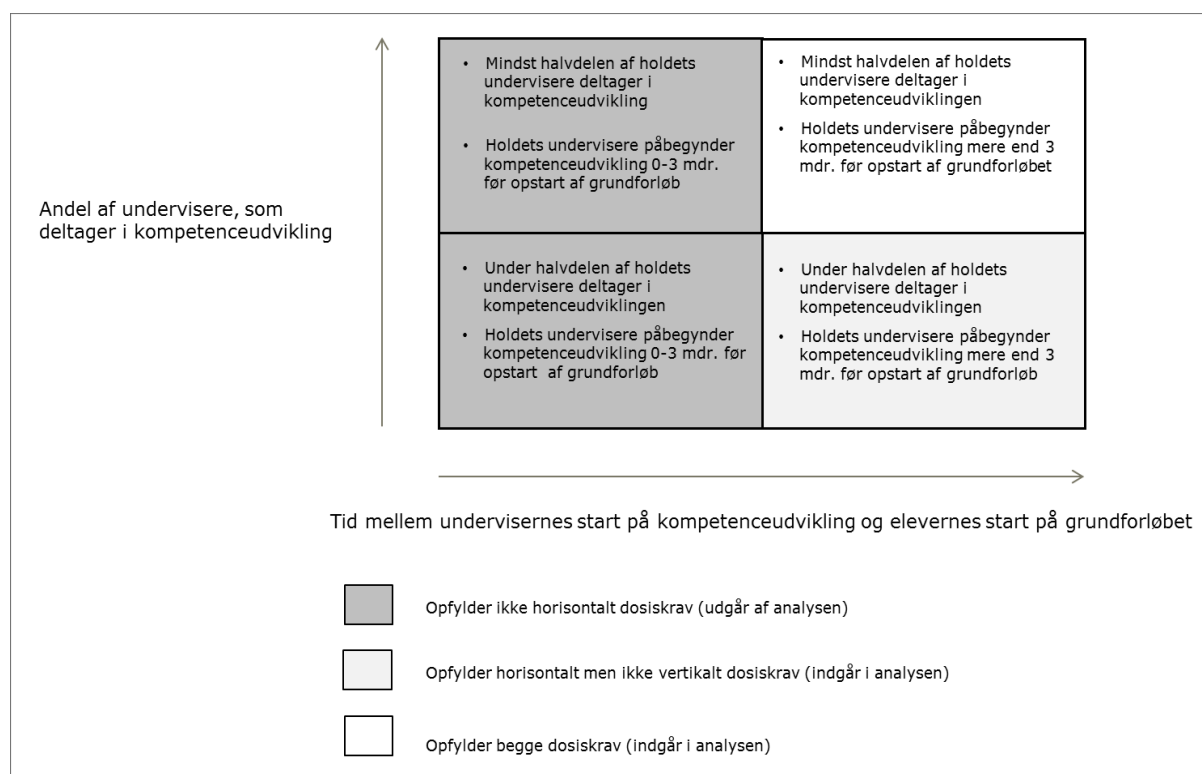 • Mindst halvdelen af holdets
undervisere deltager i
kompetenceudvikling
• Holdets undervisere påbegynder
kompetenceudvikling 0-3 mdr.
før opstart af grundforløb
• Mindst halvdelen af holdets
undervisere deltager i
kompetenceudviklingen
• Holdets undervisere påbegynder
kompetenceudvikling mere end 3
mdr. før opstart af grundforløbet
Andel af undervisere, som
deltager i kompetenceudvikling
• Under halvdelen af holdets
undervisere deltager i
kompetenceudviklingen
• Holdets undervisere påbegynder
kompetenceudvikling 0-3 mdr. før
opstart af grundforløb
• Under halvdelen af holdets
undervisere deltager i
kompetenceudviklingen
• Holdets undervisere påbegynder
kompetenceudvikling mere end 3
mdr. før opstart af grundforløb
Tid mellem undervisernes start på kompetenceudvikling og elevernes start på grundforløbet
Opfylder ikke horisontalt dosiskrav (udgår af analysen)
Opfylder horisontalt men ikke vertikalt dosiskrav (indgår i analysen)
Opfylder begge dosiskrav (indgår i analysen)